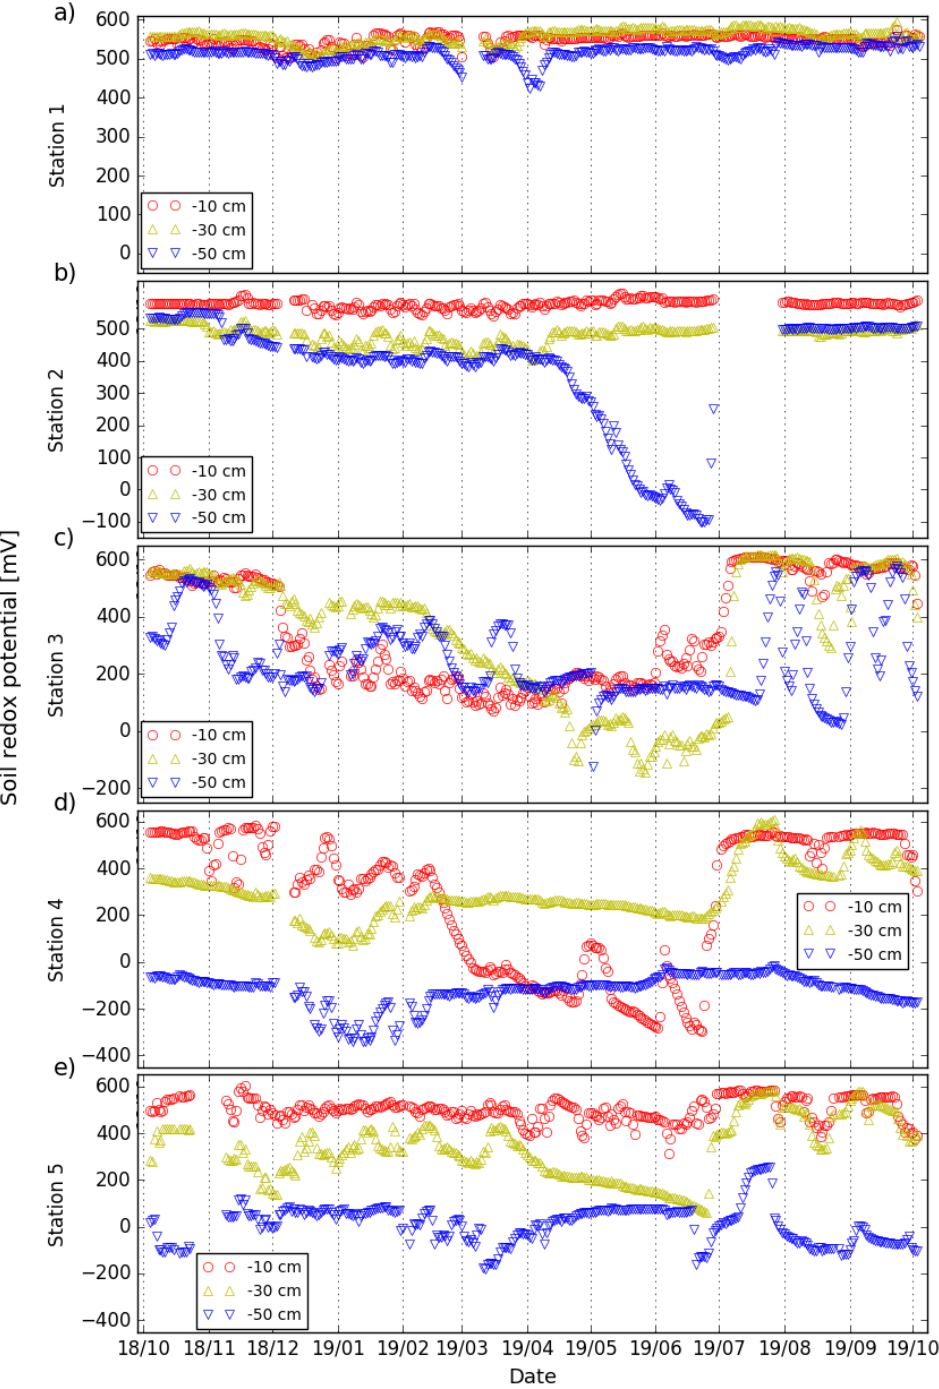 a)
600
500
400
300
200
100
0
Station 1
-10 cm
-30 cm
-50 cm
b)
500
400
300
200
100
0
−100
Station 2
-10 cm
-30 cm
-50 cm
c)
600
400
200
0
−200
Station 3
-10 cm
-30 cm
-50 cm
Soil redox potential [mV]
d)
600
400
200
0
−200
−400
Station 4
-10 cm
-30 cm
-50 cm
e)
600
400
200
0
−200
−400
Station 5
-10 cm
-30 cm
-50 cm
18/10 18/11 18/12 19/01 19/02 19/03 19/04 19/05 19/06 19/07 19/08 19/09 19/10
Date